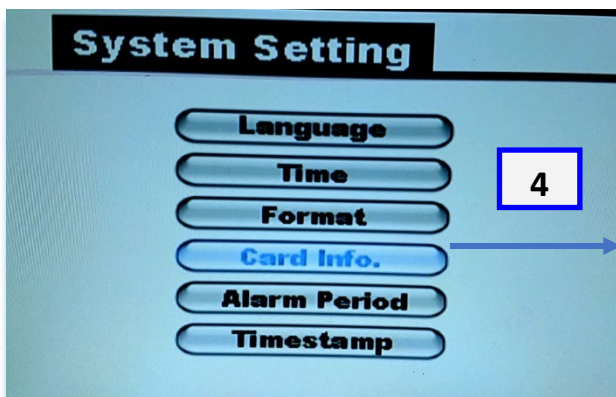 System Setting
Language
Time
4
Format
Card Info.
Alarm Period
Timestamp